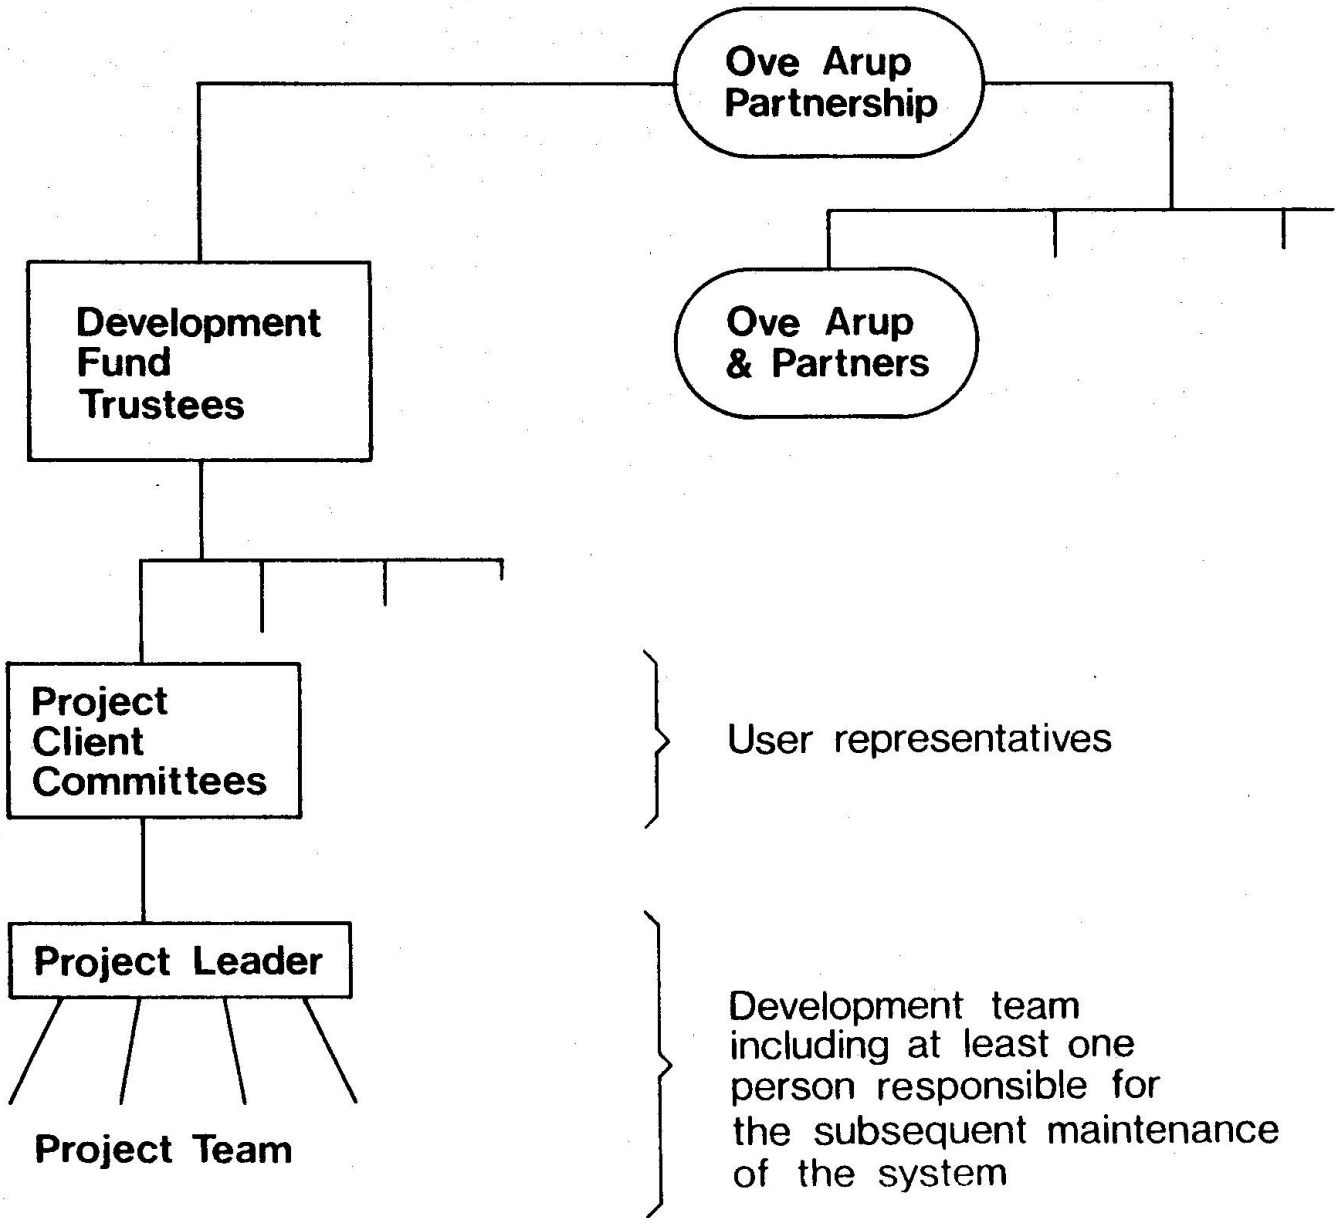 Ove Arup
Partnership
Development
Fund
Trustees
Ove Arup
& Partners
Project
Client
Committees
User representatives
Project Leader
Development team
including at least one
person responsible for
the subsequent maintenance
of the system
Project Team